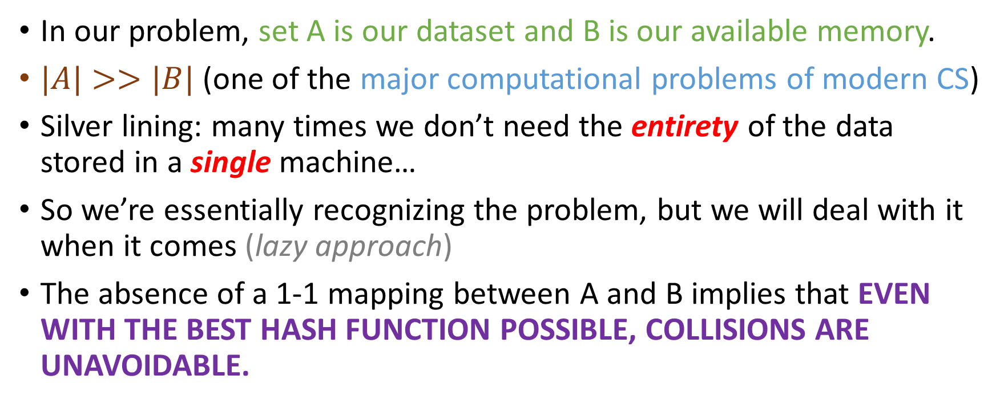 • In our problem, set A is our dataset and B is our available memory.
• |A| >> |B| (one of the major computational problems of modern CS)
• Silver lining: many times we don’t need the entirety of the data
stored in a single machine…
• So we’re essentially recognizing the problem, but we will deal with it
when it comes (lazy approach)
• The absence of a 1-1 mapping between A and B implies that EVEN
WITH THE BEST HASH FUNCTION POSSIBLE, COLLISIONS ARE
UNAVOIDABLE.